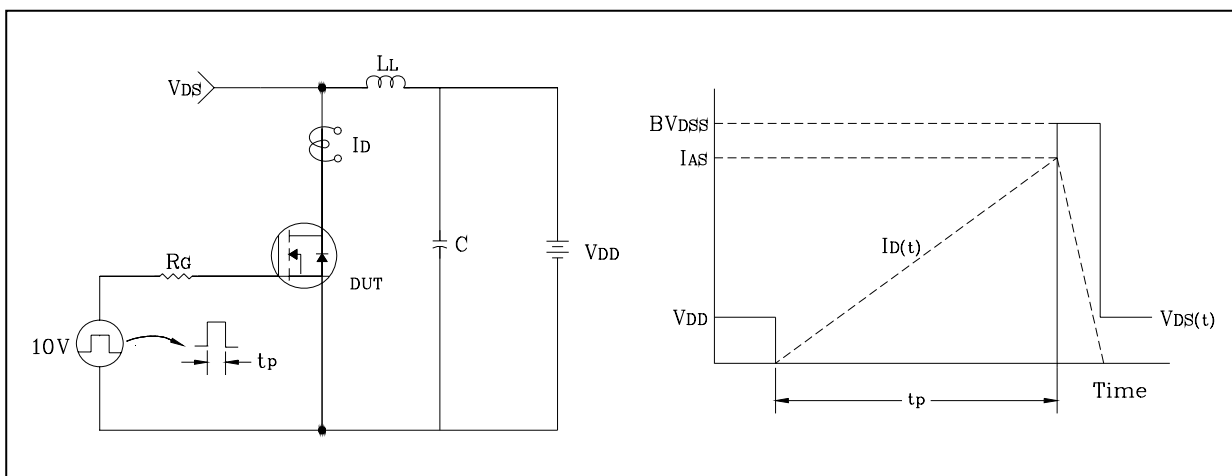 LL
VDS
ID
C
VDD
RG
DUT
10V
tp
BVDSS
IAS
ID(t)
VDD
VDS(t)
Time
tp